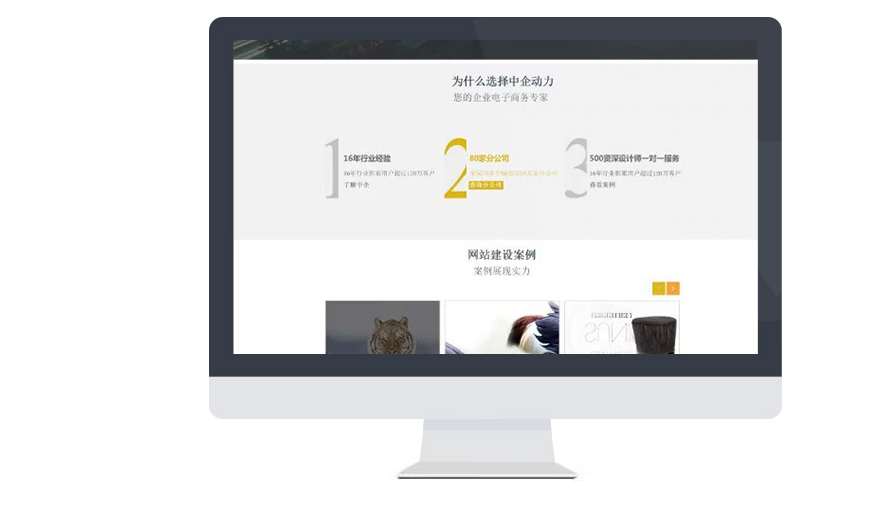 为什么选择中企动力
您的企业电子商务专家
1
16年行业经验
16年行业积累用户超过120万客户
了解中企
2
80家分公司
查询分公司
3
500资深设计师一对一服务
16年行业积累用户超过120万客户
查看案例
网站建设案例
案例展现实力